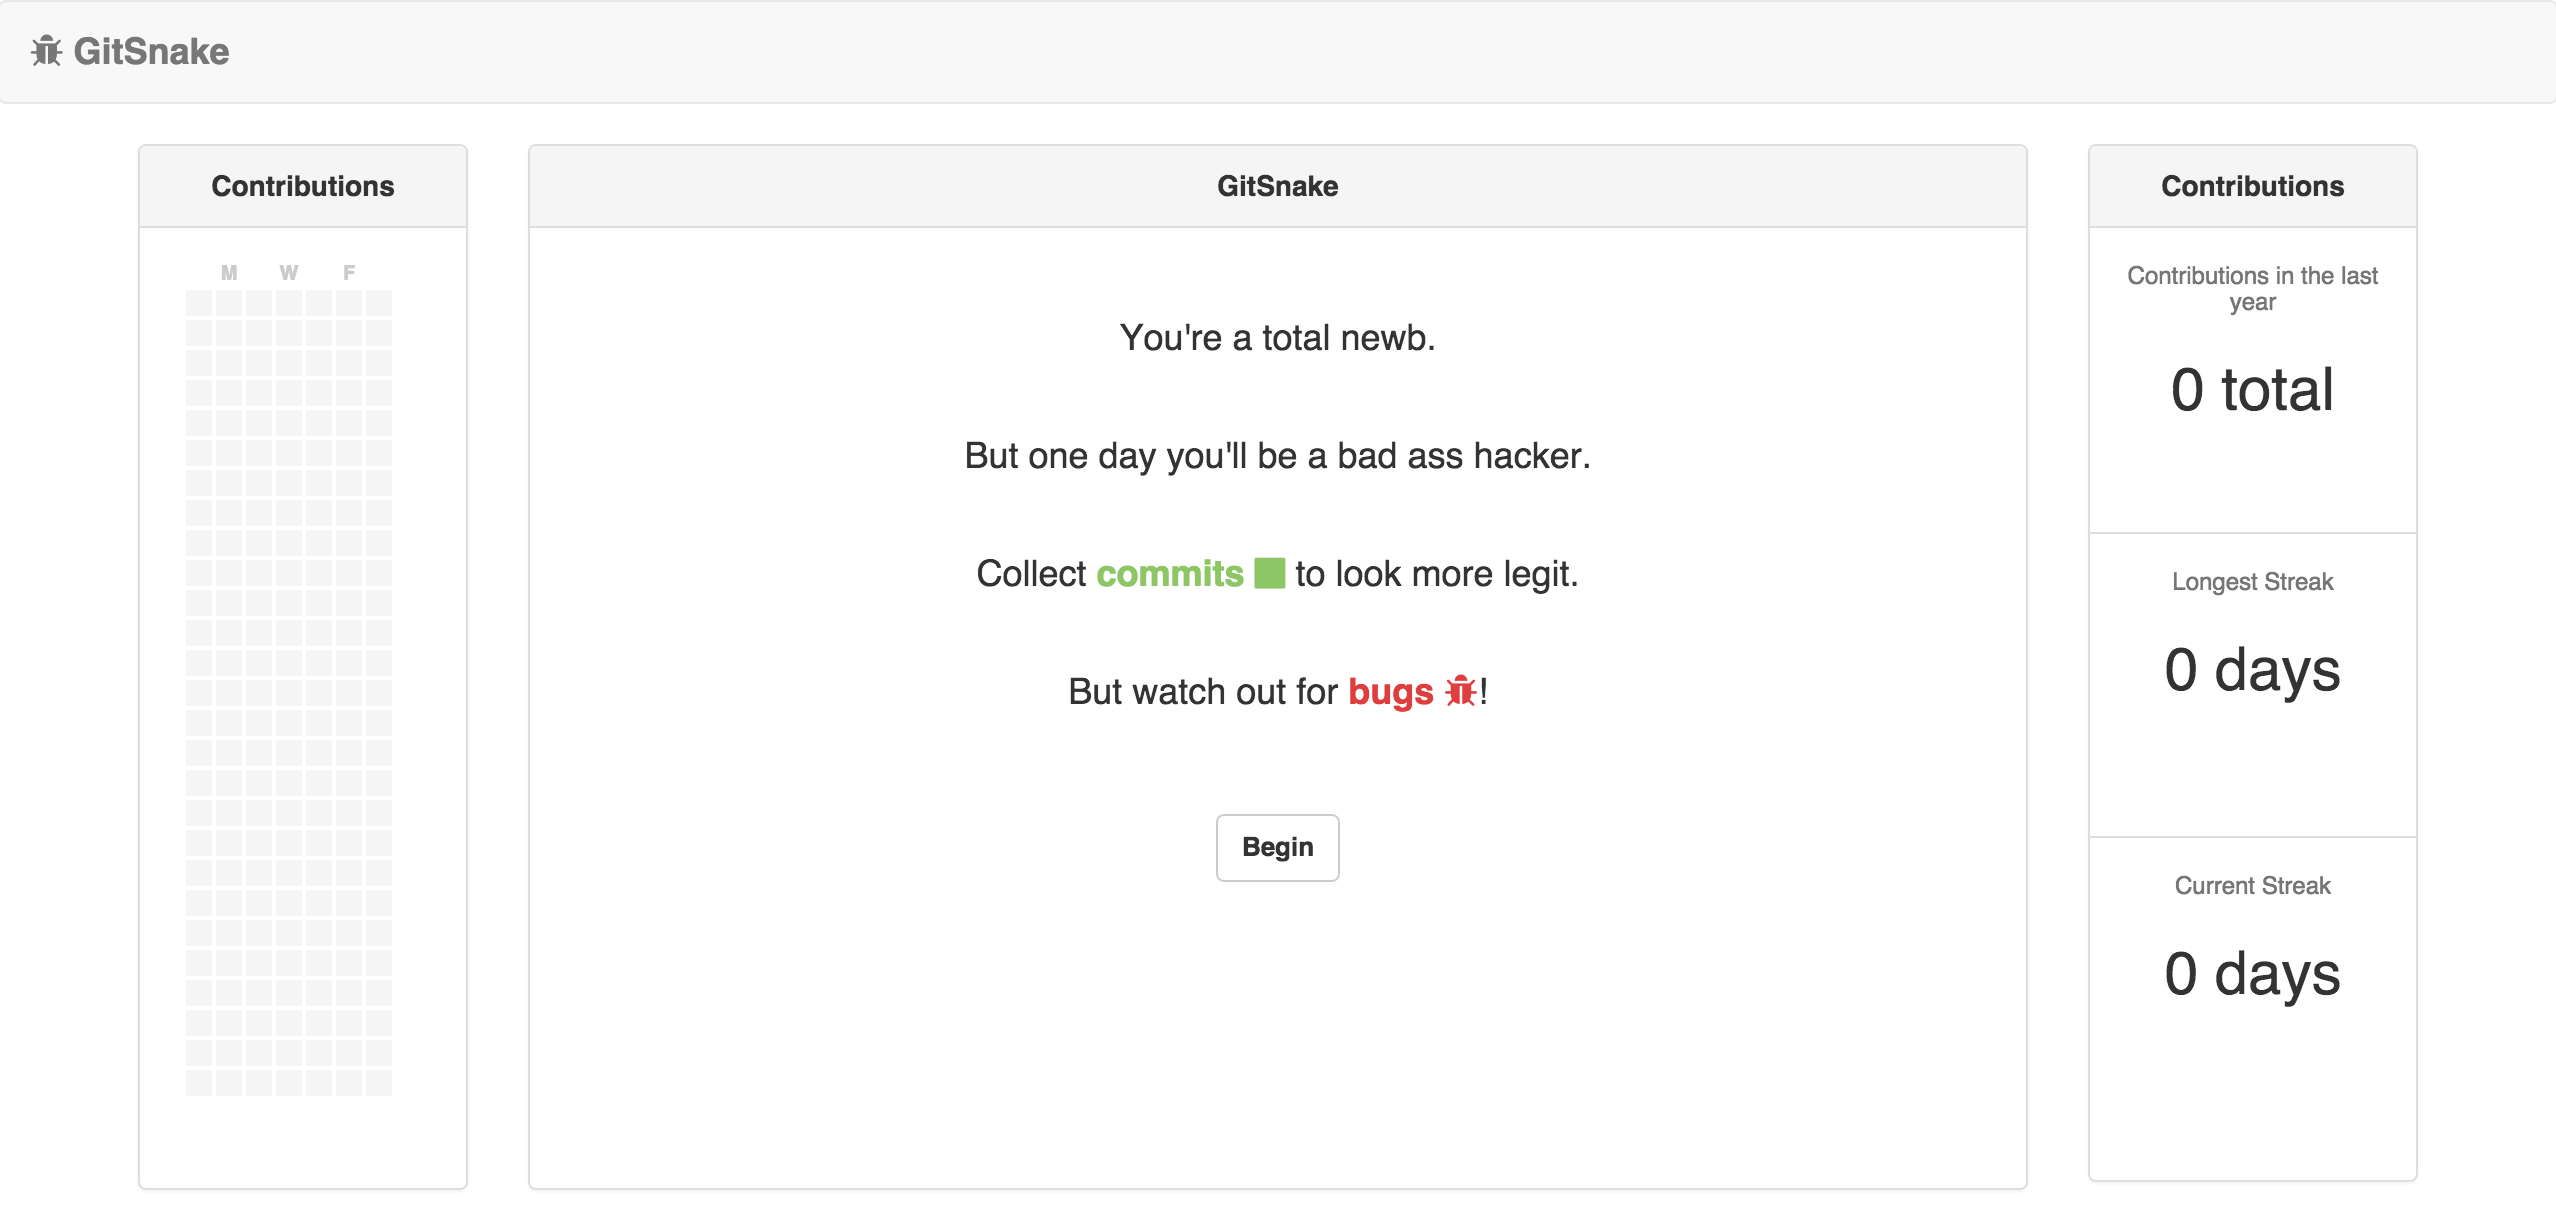 GitSnake
Contributions
M W F
GitSnake
You're a total newb.
But one day you'll be a bad ass hacker.
Collect commits to look more legit.
But watch out for bugs !
Begin
Contributions
Contributions in the last
year
0 total
Longest Streak
0 days
Current Streak
0 days